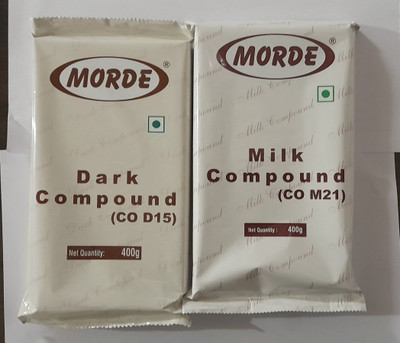 MORDE®
Dark
Compound
(CO D15)
Net Quantity: 400g
MORDE®
Milk
Compound
(CO M21)
Net Quantity : 400g